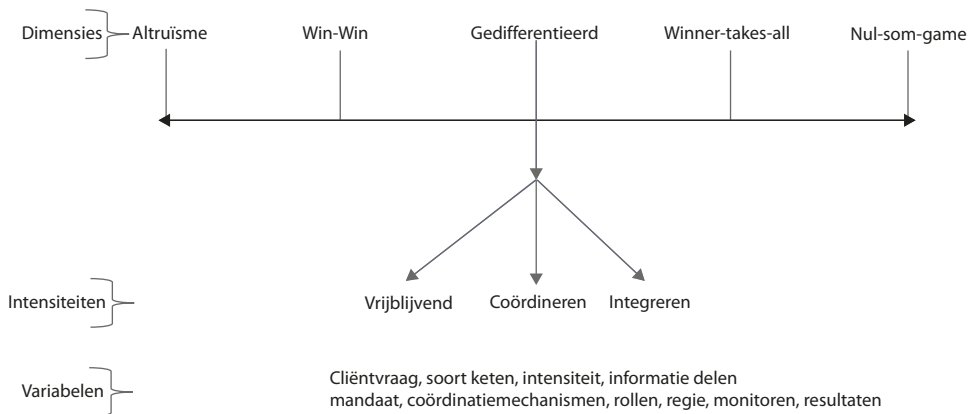 Dimensies Altruïsme Win-Win Gedifferentieerd Winner-takes-all Nul-som-game
Intensiteiten Vrijblijvend Coördineren Integreren
Variabelen Cliëntvraag, soort keten, intensiteit, informatie delen
mandaat, coördinatiemechanismen, rollen, regie, monitoren, resultaten